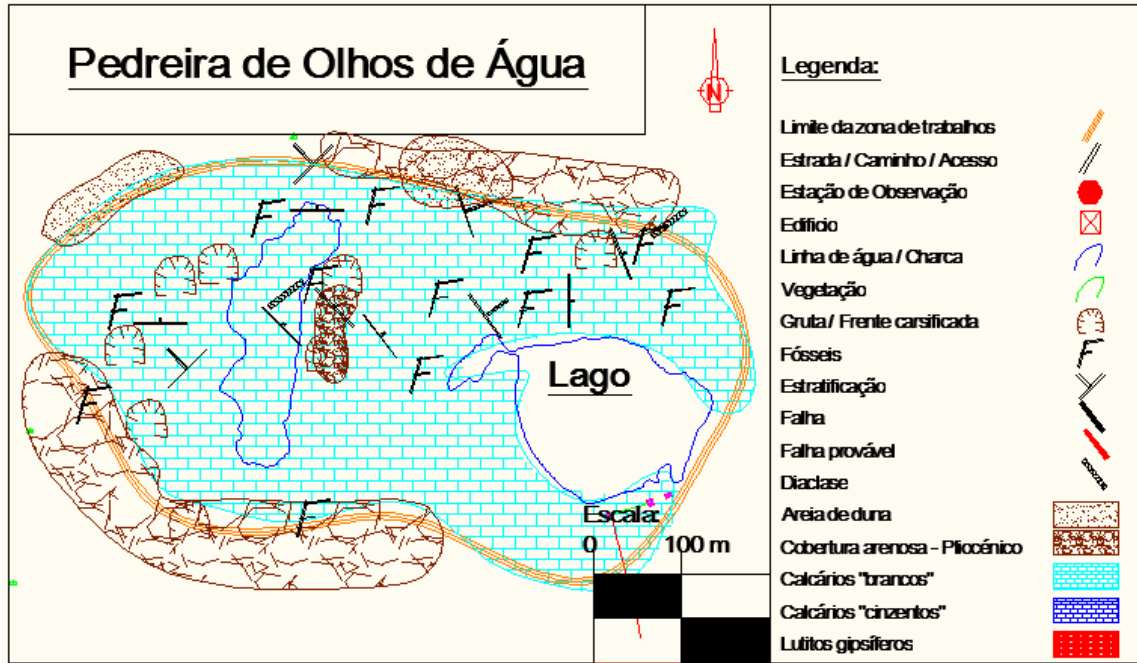 Pedreira de Olhos de Água
N
Legenda:
Limite da zona de trabalhos
Estrada / Caminho / Acesso
Estação de Observação
Edifício
Linha de água / Charca
Vegetação
Gruta / Frente carsificada
Fósseis
Estratificação
Falha
Falha provável
Diaclase
Areia de duna
Cobertura arenosa - Pliocénico
Calcários "brancos"
Calcários "cinzentos"
Lutitos gipsíferos
Lago
Escala:
0 100 m